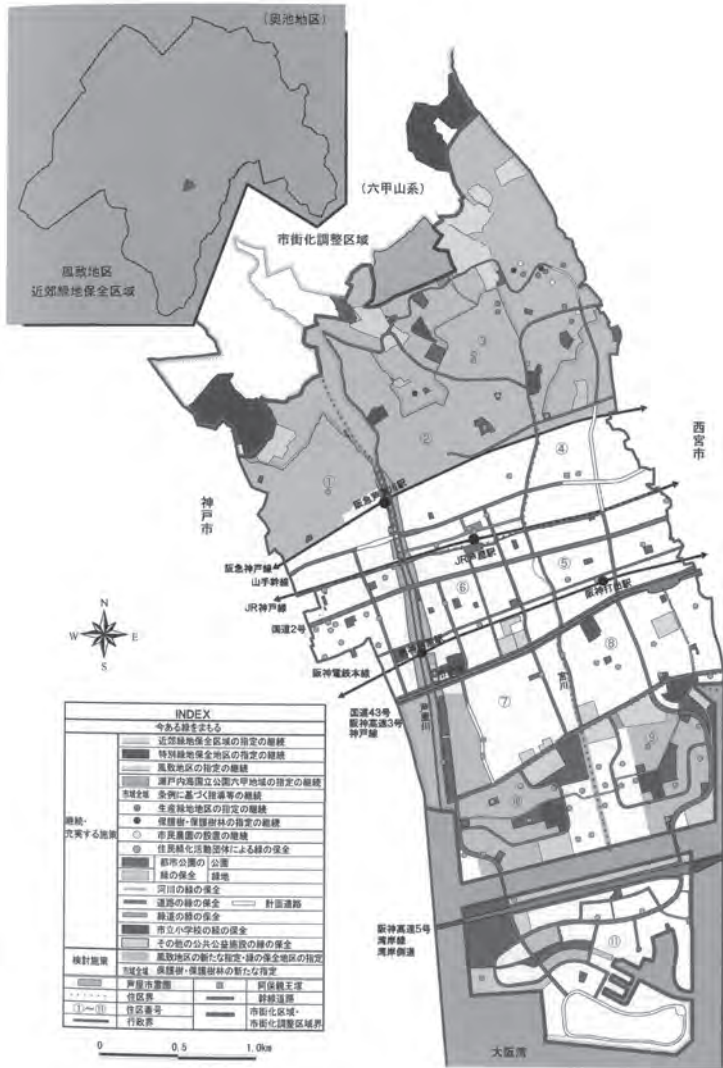 (奥池地区)
(六甲山系)
市街化調整区域
風致地区
近郊緑地保全区域
西宮市
神戸市
①
②
③
④
⑤
⑥
⑦
⑧
⑨
⑪
JR芦屋駅
阪神打出駅
阪急神戸線
山手幹線
JR神戸線
国道2号
阪神電鉄本線
国道43号
阪神高速3号
神戸線
芦屋川
宮川
阪神高速5号
湾岸線
湾岸側道
大阪湾
N
W E
S
INDEX
今ある緑をまもる
継続・
充実する施策
近郊緑地保全区域の指定の継続
特別緑地保全地区の指定の継続
風致地区の指定の継続
瀬戸内海国立公園六甲地域の指定の継続
市域全域 条例に基づく指導等の継続
生産緑地地区の指定の継続
保護樹・保護樹林の指定の継続
市民農園の設置の継続
住民緑化活動団体による緑の保全
都市公園の 公園
緑の保全 緑地
河川の緑の保全
道路の緑の保全 計画道路
緑道の緑の保全
市立小学校の緑の保全
その他の公共公益施設の緑の保全
検討施策
風致地区の新たな指定・緑の保全地区の指定
市域全域 保護樹・保護樹林の新たな指定
芦屋市霊園 阿保親王塚
住区界 幹線道路
①～⑪ 住区番号 市街化区域・
行政界 市街化調整区域界
0 0.5 1.0km